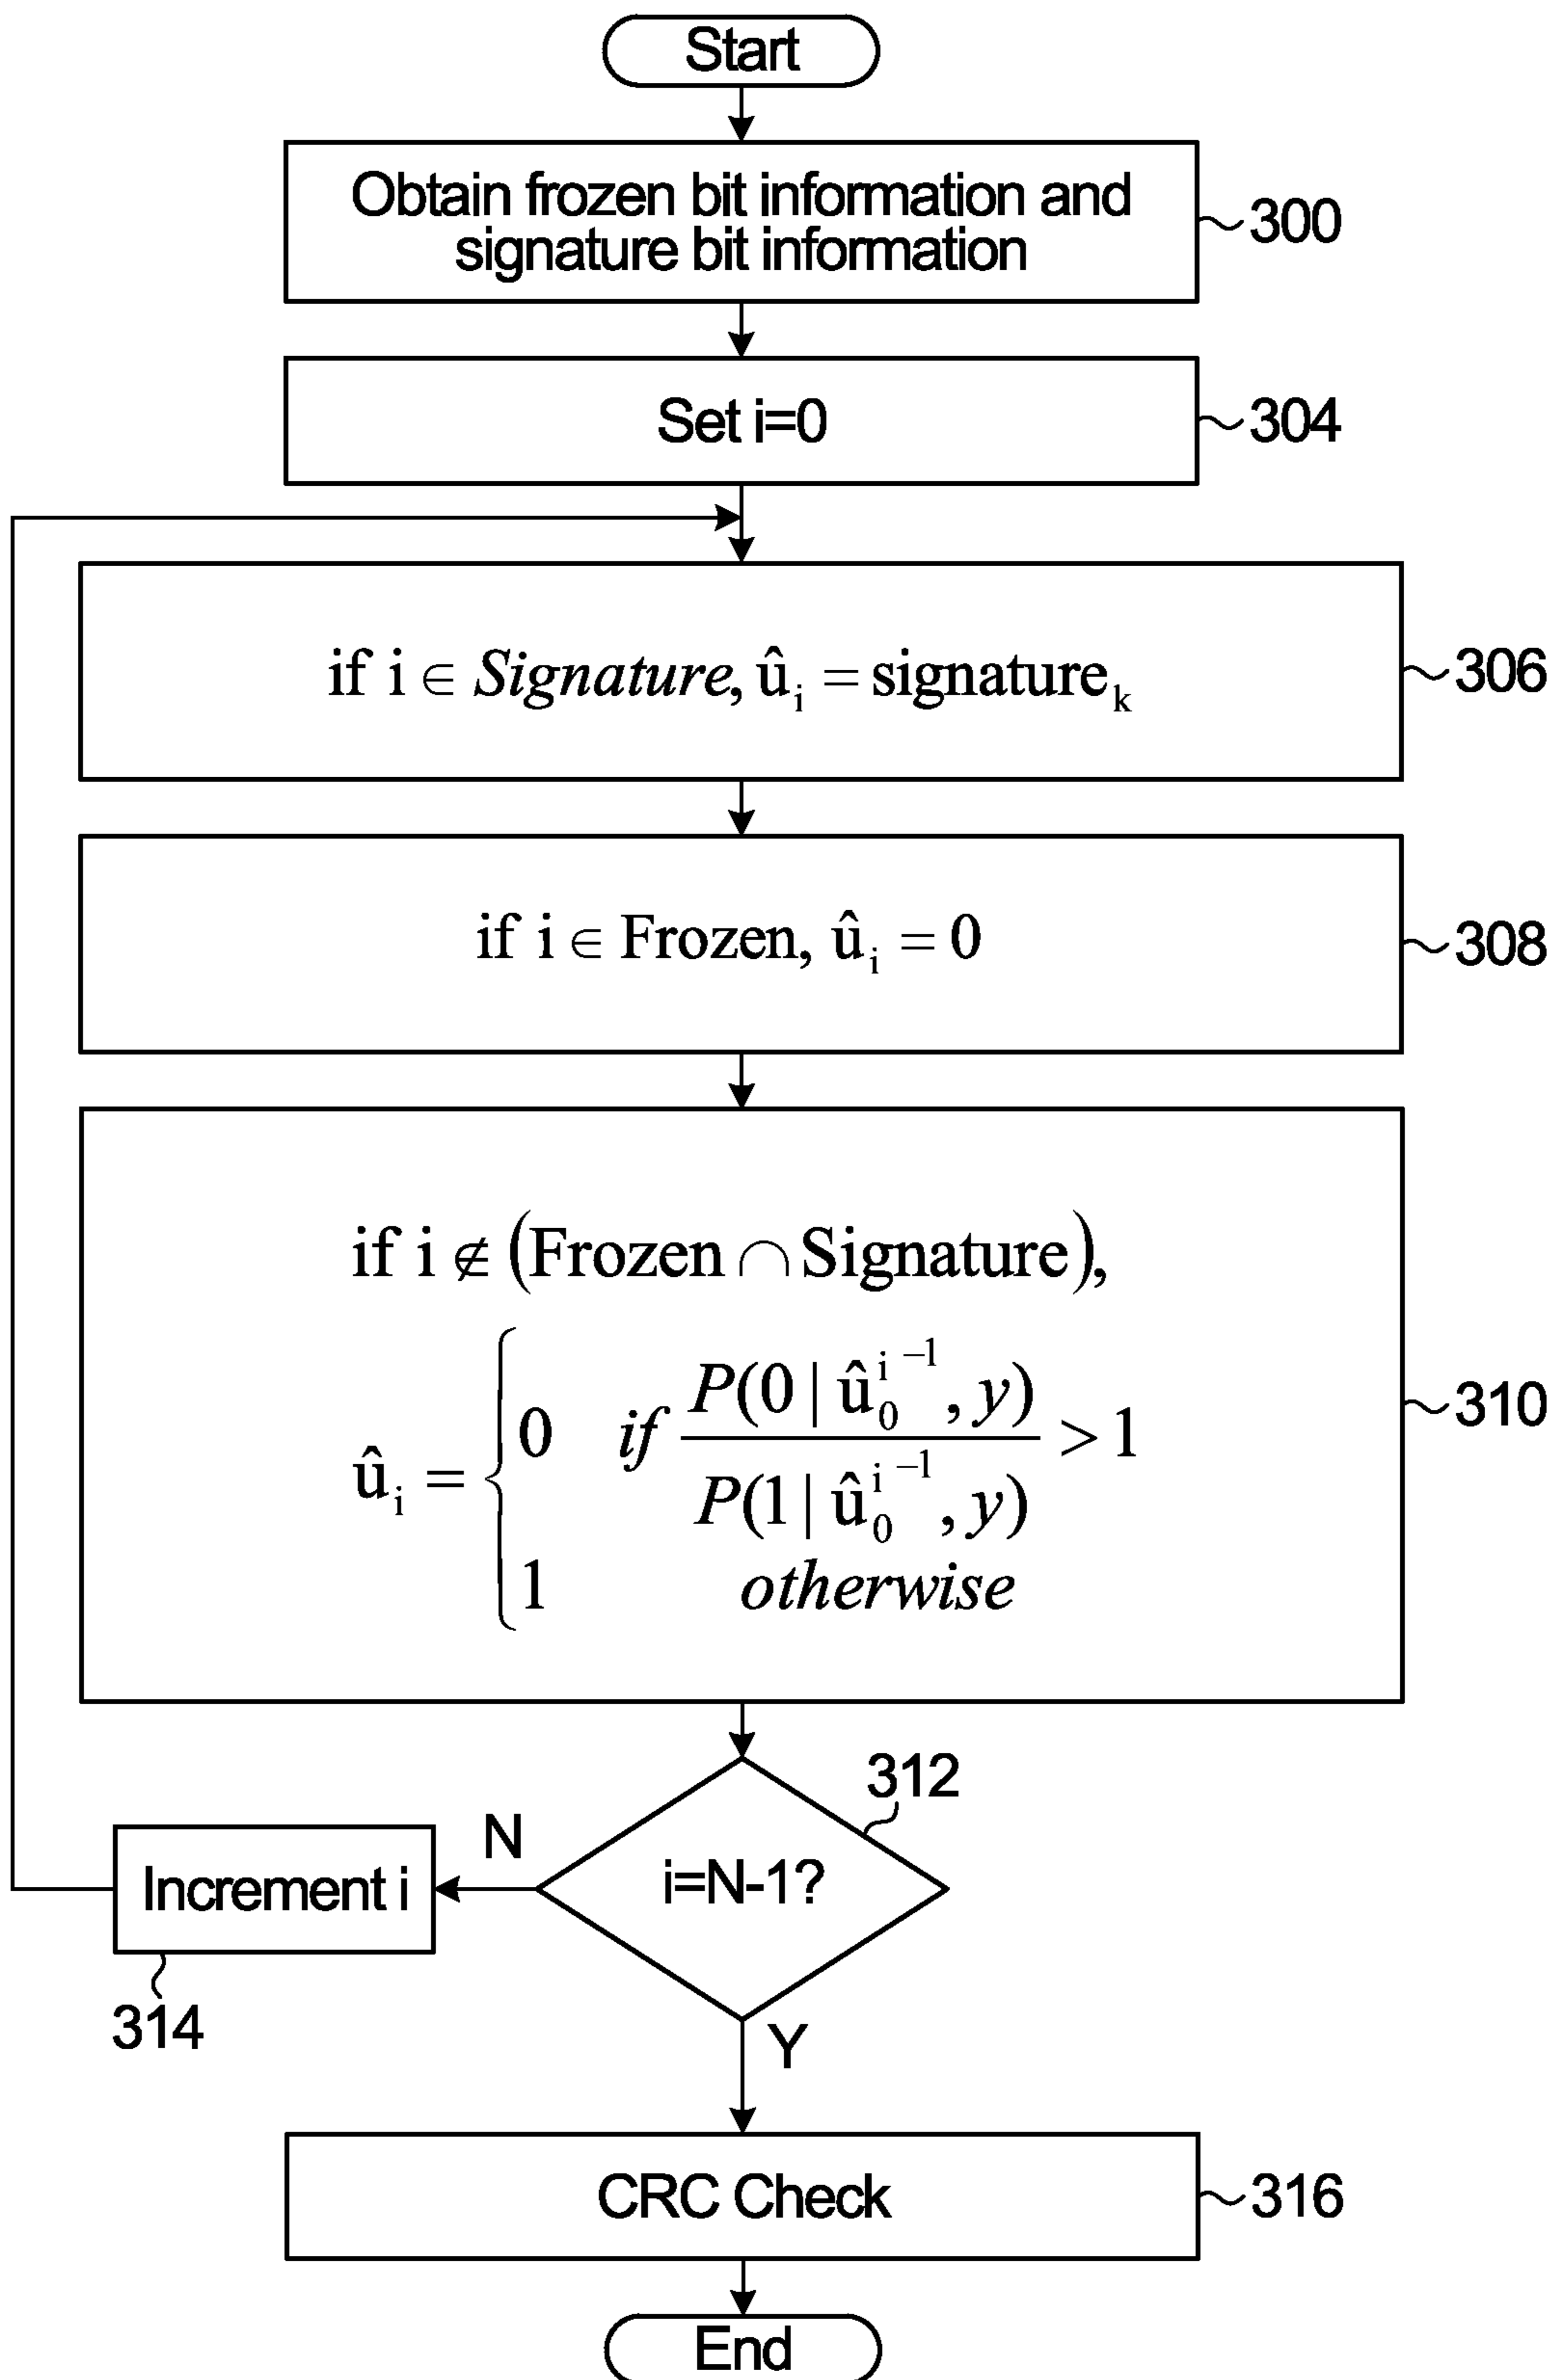 Start
Obtain frozen bit information and
signature bit information
300
Set i=0
304
if i ∈ Signature, û_i = signature_k
306
if i ∈ Frozen, û_i = 0
308
if i ∉ (Frozen ∩ Signature),
û_i = { 0 if P(0 | û_0^{i-1}, y) / P(1 | û_0^{i-1}, y) > 1
1 otherwise
310
312
i=N-1?
N
Increment i
314
Y
CRC Check
316
End